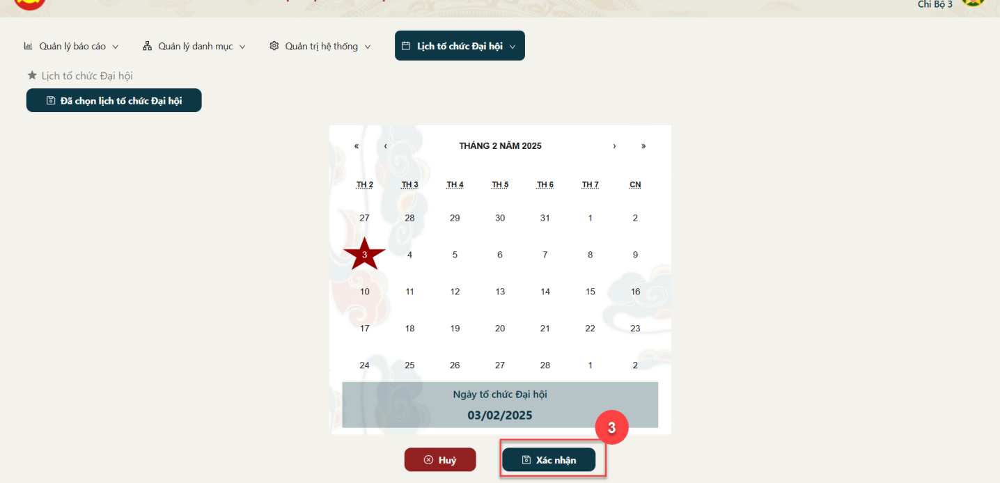 Chi Bộ 3
Quản lý báo cáo
Quản lý danh mục
Quản trị hệ thống
Lịch tổ chức Đại hội
Lịch tổ chức Đại hội
Đã chọn lịch tổ chức Đại hội
« ‹ THÁNG 2 NĂM 2025 › »
TH 2 TH 3 TH 4 TH 5 TH 6 TH 7 CN
27 28 29 30 31 1 2
3 4 5 6 7 8 9
10 11 12 13 14 15 16
17 18 19 20 21 22 23
24 25 26 27 28 1 2
Ngày tổ chức Đại hội
03/02/2025
3
Huỷ
Xác nhận